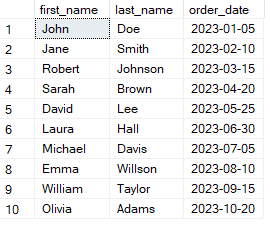 first_name last_name order_date
1 John Doe 2023-01-05
2 Jane Smith 2023-02-10
3 Robert Johnson 2023-03-15
4 Sarah Brown 2023-04-20
5 David Lee 2023-05-25
6 Laura Hall 2023-06-30
7 Michael Davis 2023-07-05
8 Emma Willson 2023-08-10
9 William Taylor 2023-09-15
10 Olivia Adams 2023-10-20